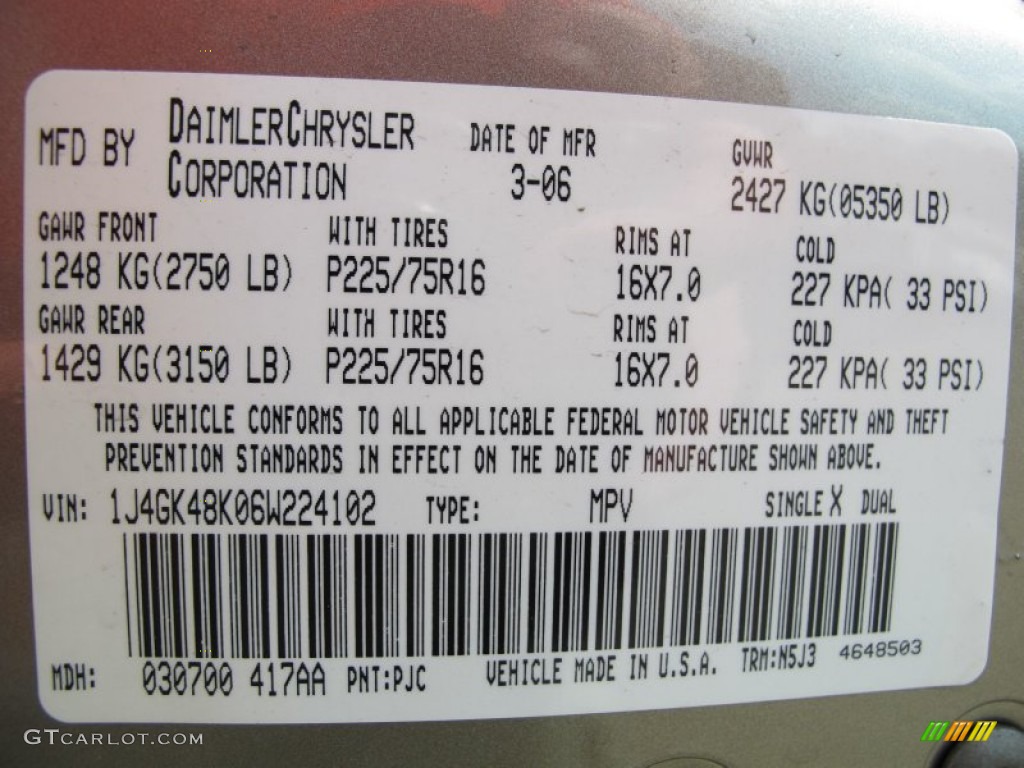 MFD BY DAIMLERCHRYSLER CORPORATION DATE OF MFR 3-06 GVWR 2427 KG(05350 LB)
GAWR FRONT WITH TIRES RIMS AT COLD
1248 KG(2750 LB) P225/75R16 16X7.0 227 KPA( 33 PSI)
GAWR REAR WITH TIRES RIMS AT COLD
1429 KG(3150 LB) P225/75R16 16X7.0 227 KPA( 33 PSI)
THIS VEHICLE CONFORMS TO ALL APPLICABLE FEDERAL MOTOR VEHICLE SAFETY AND THEFT
PREVENTION STANDARDS IN EFFECT ON THE DATE OF MANUFACTURE SHOWN ABOVE.
VIN: 1J4GK48K06W224102 TYPE: MPV SINGLE X DUAL
MDH: 030700 417AA PNT:PJC VEHICLE MADE IN U.S.A. TRM:N5J3 4648503
GTCARLOT.COM